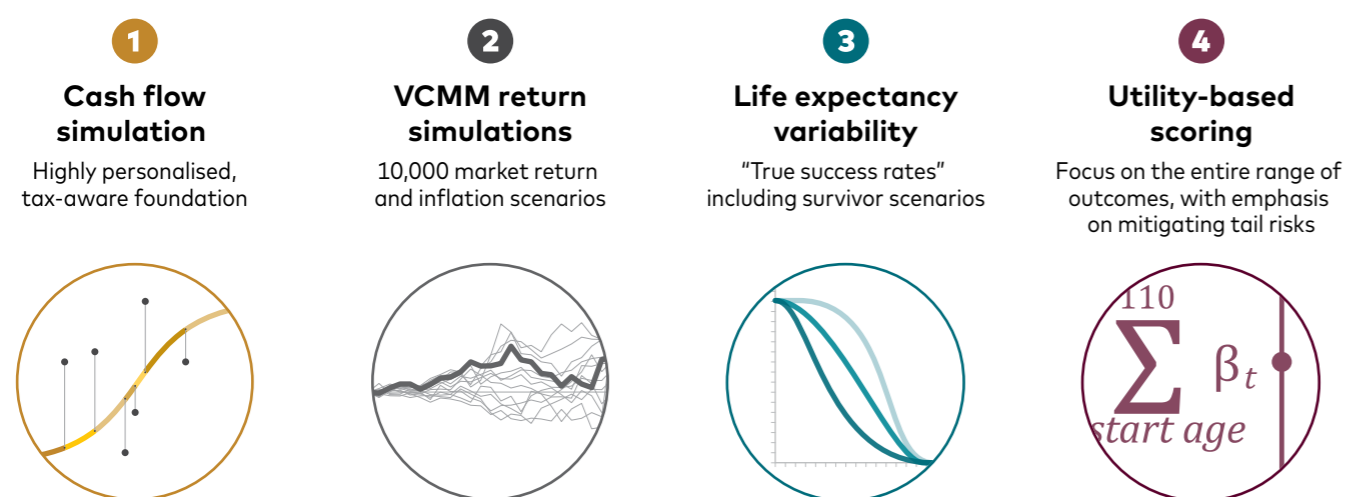 1
Cash flow
simulation
Highly personalised,
tax-aware foundation
2
VCMM return
simulations
10,000 market return
and inflation scenarios
3
Life expectancy
variability
“True success rates”
including survivor scenarios
4
Utility-based
scoring
Focus on the entire range of
outcomes, with emphasis
on mitigating tail risks
110
Σ βt
start age